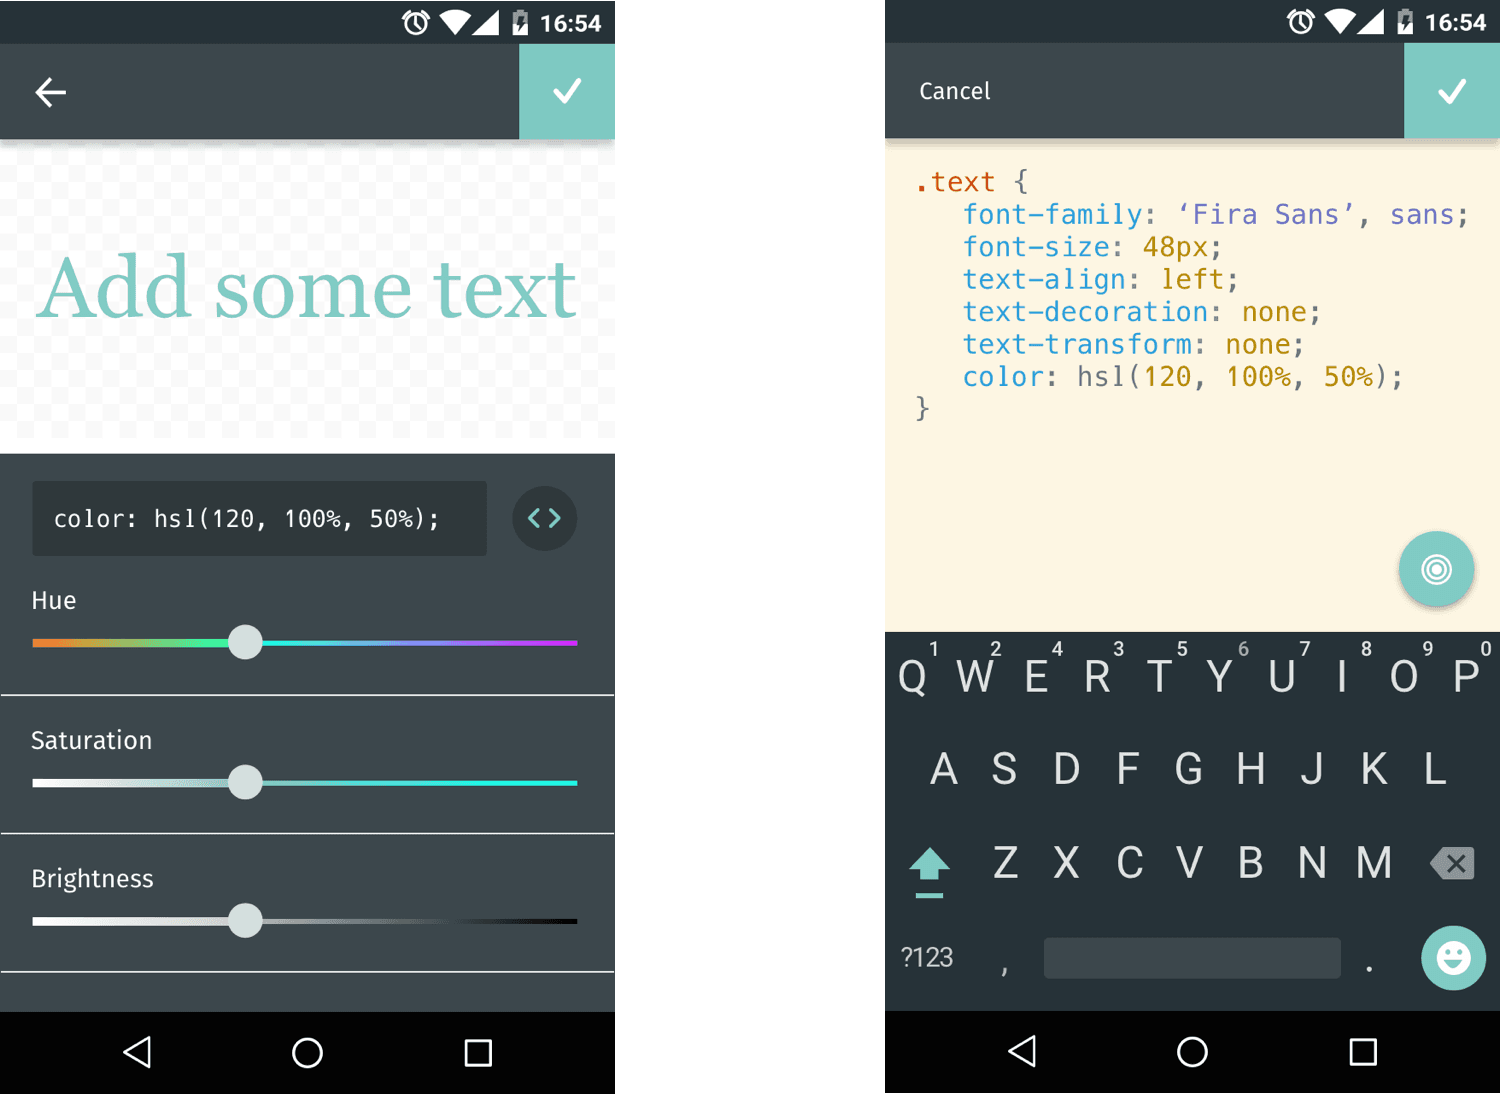 16:54
Add some text
color: hsl(120, 100%, 50%);
Hue
Saturation
Brightness
16:54
Cancel
.text {
font-family: ‘Fira Sans’, sans;
font-size: 48px;
text-align: left;
text-decoration: none;
text-transform: none;
color: hsl(120, 100%, 50%);
}
1 2 4 3 5 6 7 8 9 0
Q W E R T Y U I O P
A S D F G H J K L
Z X C V B N M
?123 , .